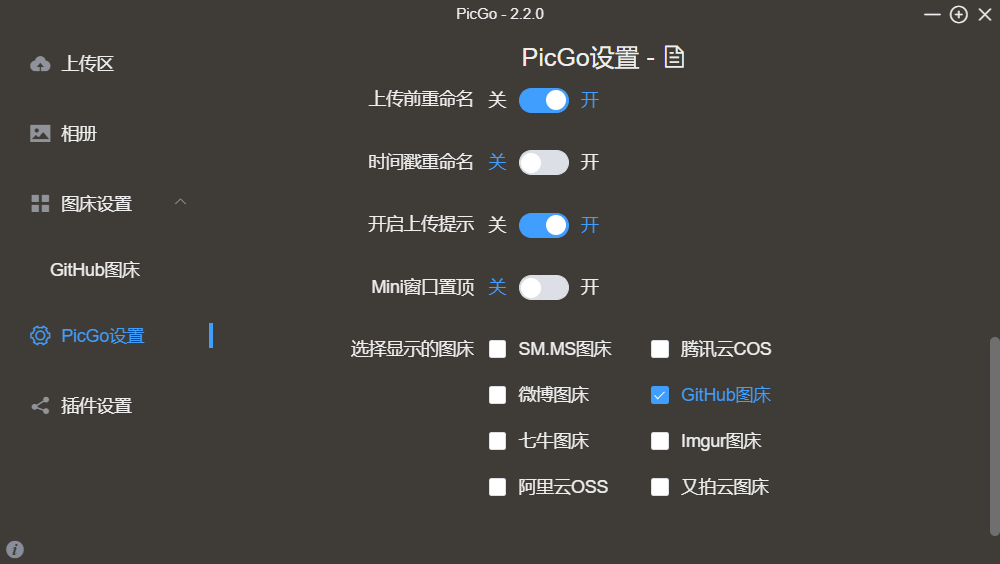 PicGo - 2.2.0
上传区
相册
图床设置
GitHub图床
PicGo设置
插件设置
PicGo设置 -
上传前重命名 关 开
时间戳重命名 关 开
开启上传提示 关 开
Mini窗口置顶 关 开
选择显示的图床 SM.MS图床 腾讯云COS
微博图床 GitHub图床
七牛图床 Imgur图床
阿里云OSS 又拍云图床